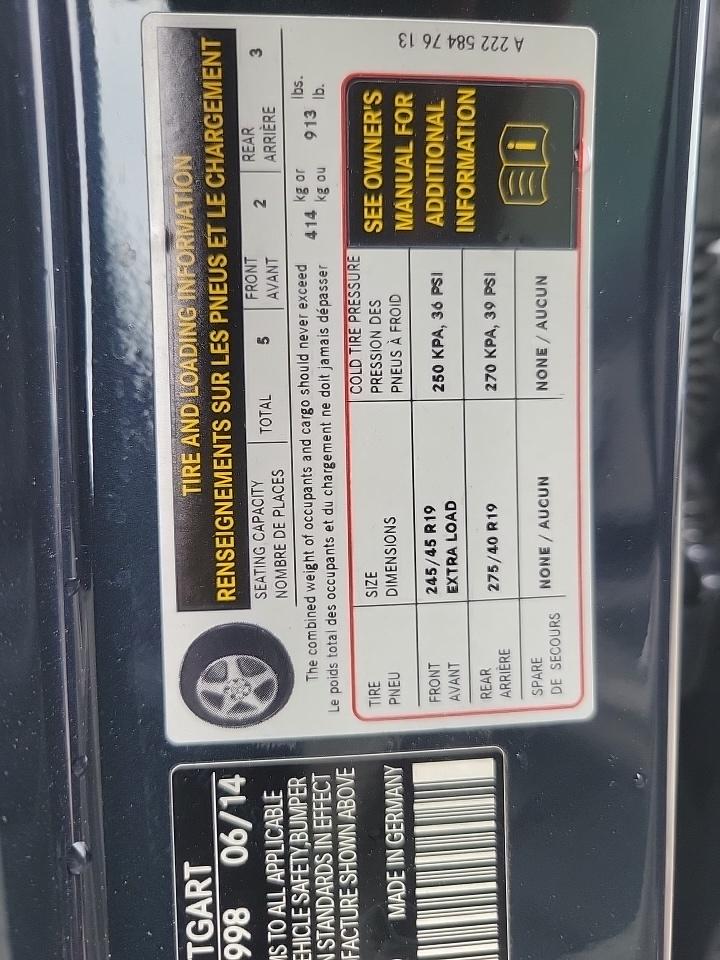 TIRE AND LOADING INFORMATION
RENSEIGNEMENTS SUR LES PNEUS ET LE CHARGEMENT
SEATING CAPACITY TOTAL 5 FRONT 2 REAR 3
NOMBRE DE PLACES AVANT ARRIÈRE
The combined weight of occupants and cargo should never exceed 414 kg or 913 lbs.
Le poids total des occupants et du chargement ne doit jamais dépasser kg ou lb.
TIRE SIZE COLD TIRE PRESSURE
PNEU DIMENSIONS PRESSION DES
PNEUS À FROID
FRONT 245/45 R19 250 KPA, 36 PSI
AVANT EXTRA LOAD
REAR 275/40 R19 270 KPA, 39 PSI
ARRIÈRE
SPARE NONE / AUCUN NONE / AUCUN
DE SECOURS
SEE OWNER'S
MANUAL FOR
ADDITIONAL
INFORMATION
i
A 222 584 76 13
TGART
998 06/14
MS TO ALL APPLICABLE
EHICLE SAFETY,BUMPER
N STANDARDS IN EFFECT
FACTURE SHOWN ABOVE
MADE IN GERMANY